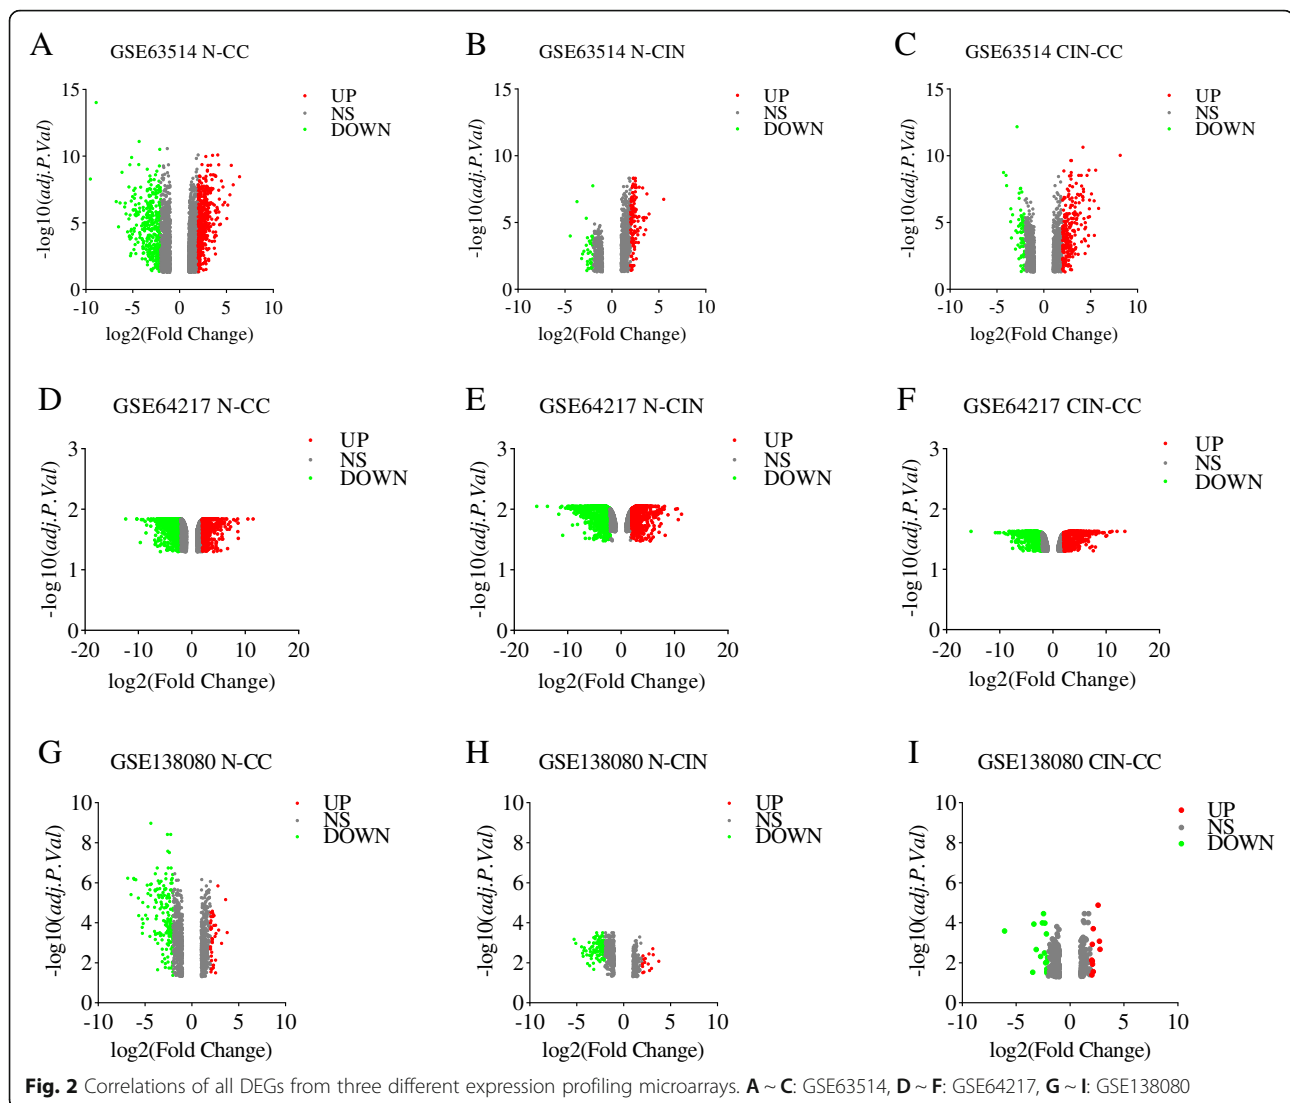 A
GSE63514 N-CC
UP
NS
DOWN
15
10
5
0
-log10(adj.P.Val)
-10 -5 0 5 10
log2(Fold Change)
B
GSE63514 N-CIN
UP
NS
DOWN
15
10
5
0
-log10(adj.P.Val)
-10 -5 0 5 10
log2(Fold Change)
C
GSE63514 CIN-CC
UP
NS
DOWN
15
10
5
0
-log10(adj.P.Val)
-10 -5 0 5 10
log2(Fold Change)
D
GSE64217 N-CC
UP
NS
DOWN
3
2
1
0
-log10(adj.P.Val)
-20 -10 0 10 20
log2(Fold Change)
E
GSE64217 N-CIN
UP
NS
DOWN
3
2
1
0
-log10(adj.P.Val)
-20 -10 0 10 20
log2(Fold Change)
F
GSE64217 CIN-CC
UP
NS
DOWN
3
2
1
0
-log10(adj.P.Val)
-20 -10 0 10 20
log2(Fold Change)
G
GSE138080 N-CC
UP
NS
DOWN
10
8
6
4
2
0
-log10(adj.P.Val)
-10 -5 0 5 10
log2(Fold Change)
H
GSE138080 N-CIN
UP
NS
DOWN
10
8
6
4
2
0
-log10(adj.P.Val)
-10 -5 0 5 10
log2(Fold Change)
I
GSE138080 CIN-CC
UP
NS
DOWN
10
8
6
4
2
0
-log10(adj.P.Val)
-10 -5 0 5 10
log2(Fold Change)
Fig. 2 Correlations of all DEGs from three different expression profiling microarrays. A ~ C: GSE63514, D ~ F: GSE64217, G ~ I: GSE138080